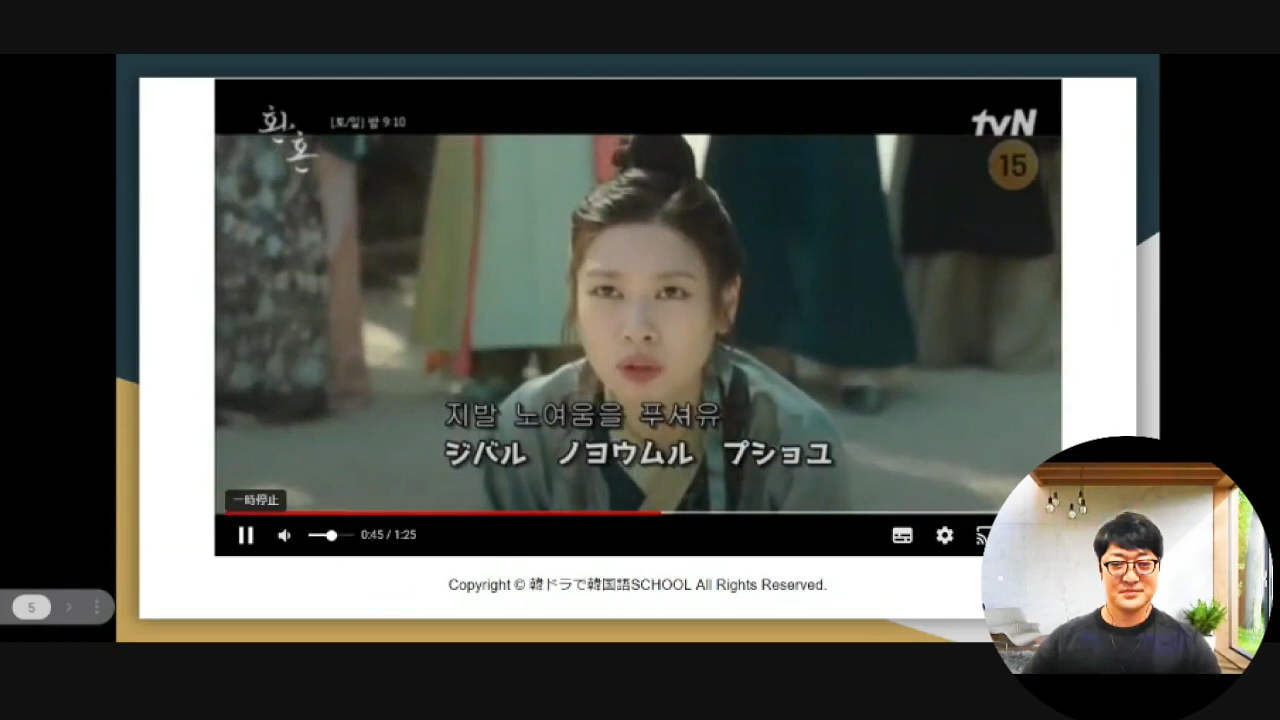 환혼
[토/일] 밤 9 10
tvN
15
지발 노여움을 푸셔유
ジバル ノヨウムル プショユ
一時停止
0:45 / 1:25
Copyright © 韓ドラで韓国語SCHOOL All Rights Reserved.
5